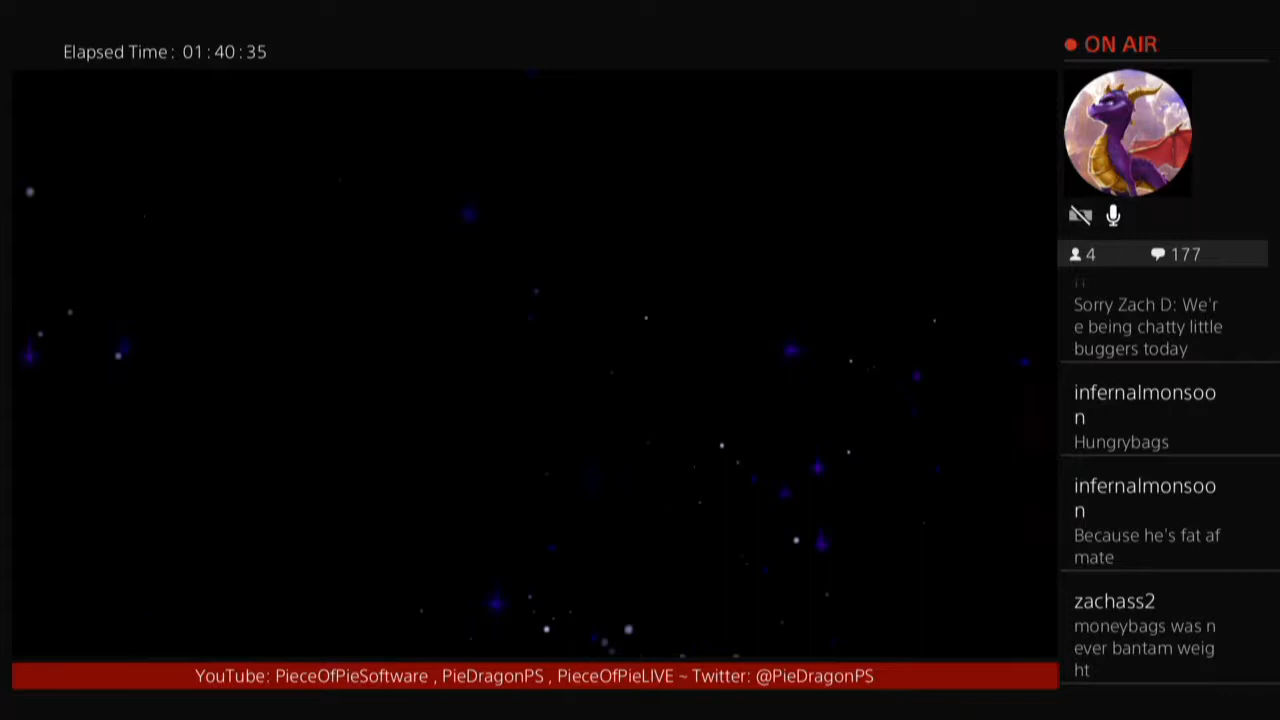 Elapsed Time: 01:40:35
ON AIR
4 177
Sorry Zach D: We'r
e being chatty little
buggers today
infernalmonsoo
n
Hungrybags
infernalmonsoo
n
Because he's fat af
mate
zachass2
moneybags was n
ever bantam weig
ht
YouTube: PieceOfPieSoftware , PieDragonPS , PieceOfPieLIVE ~ Twitter: @PieDragonPS